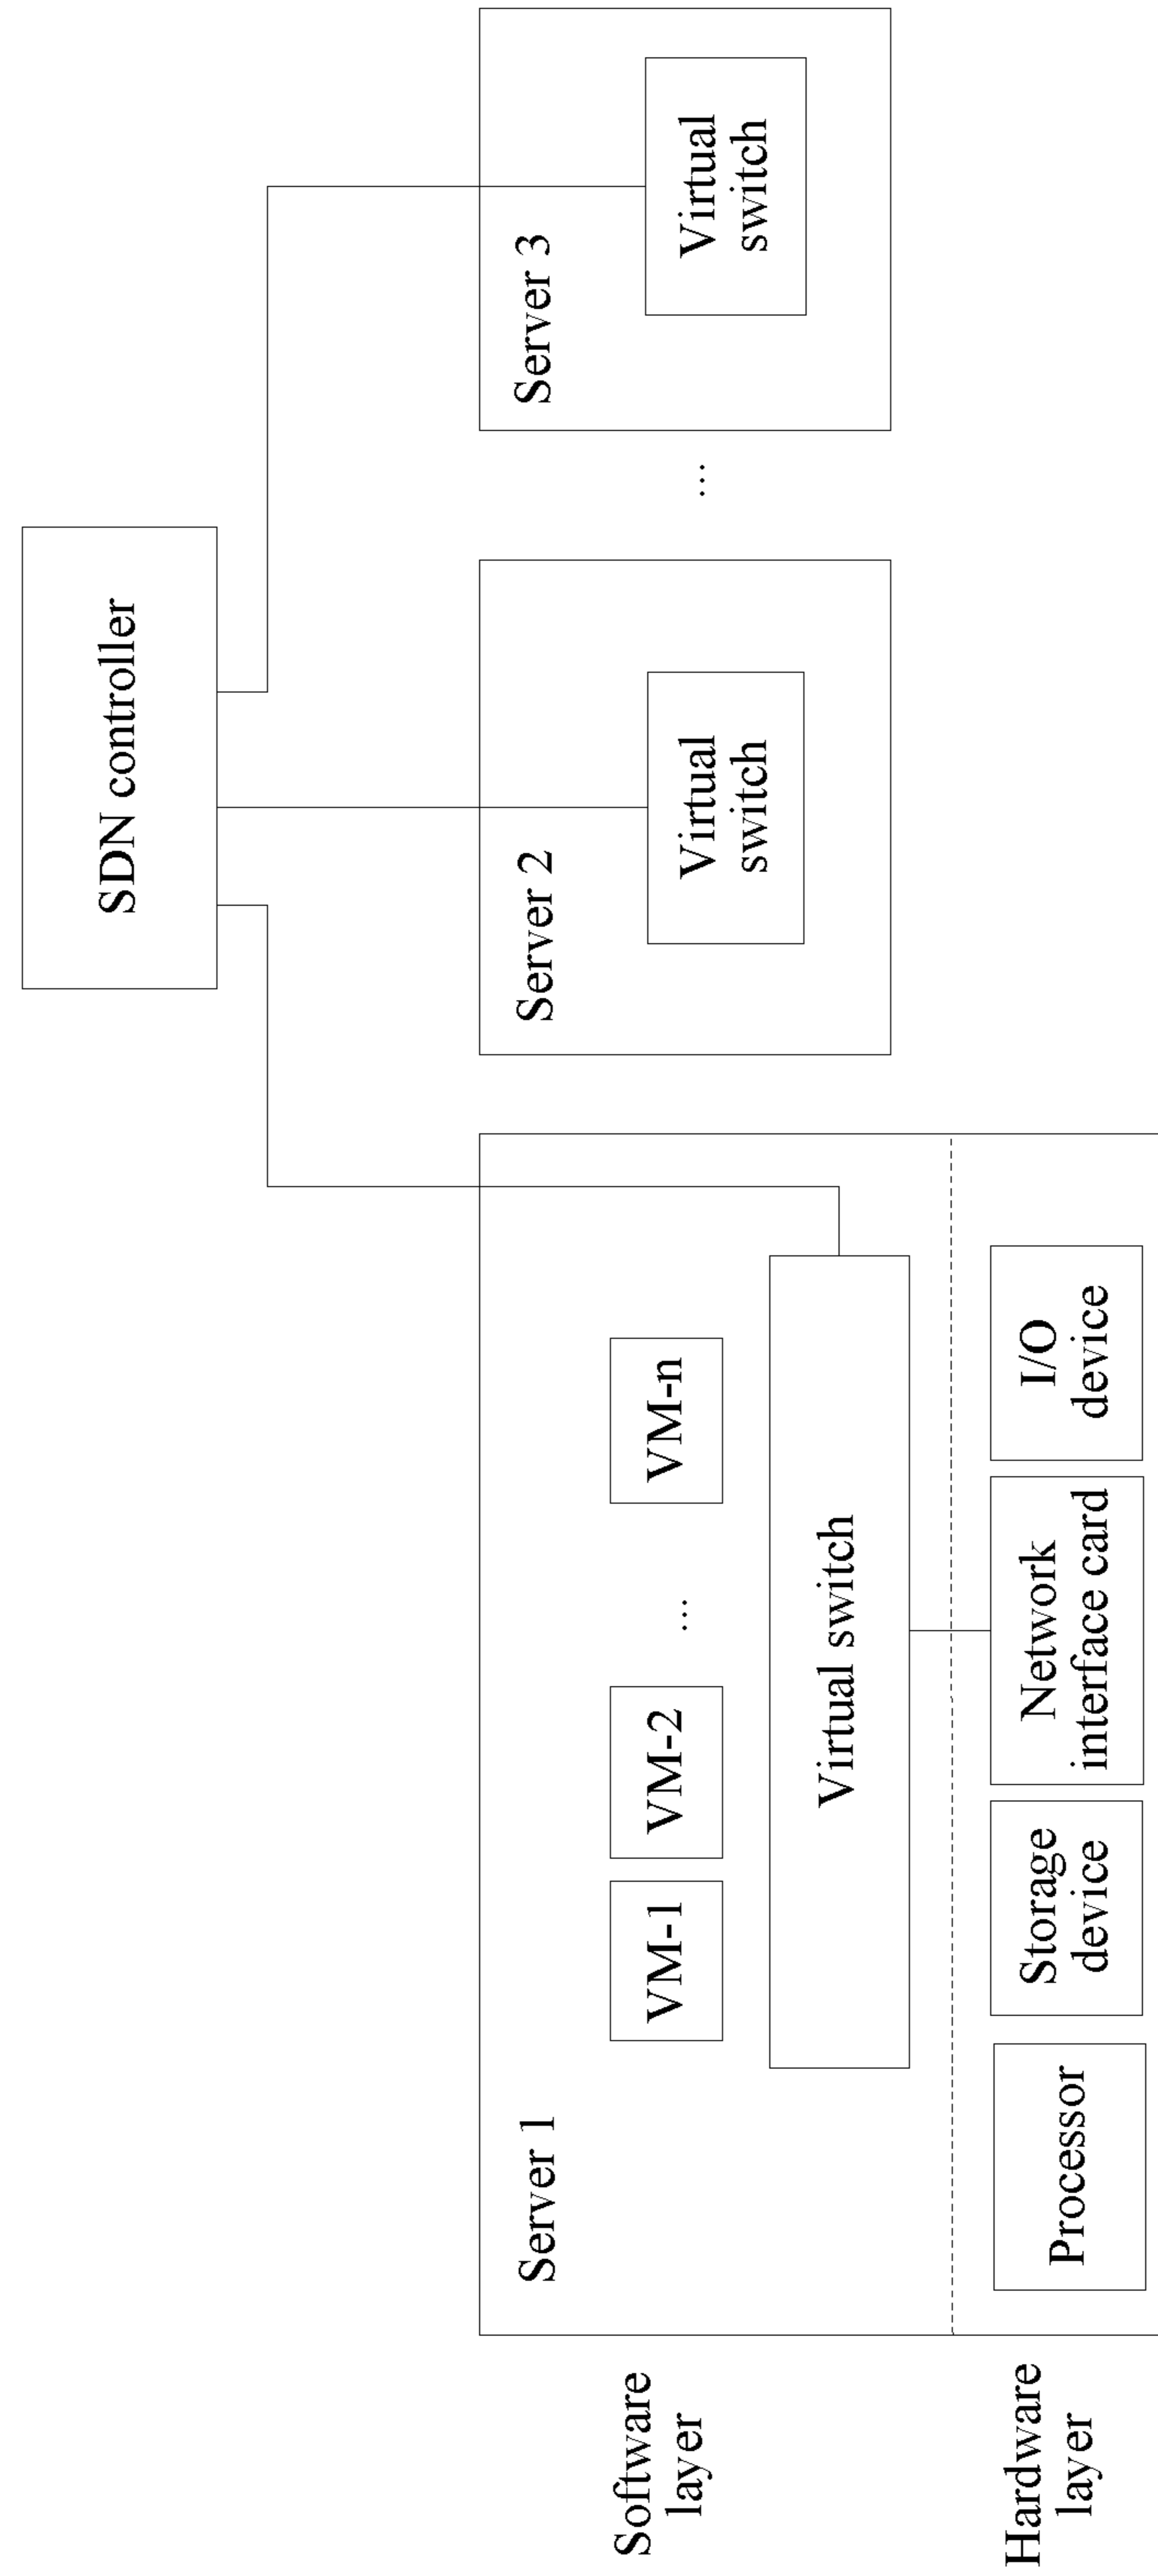 SDN controller
Server 1
Server 2
Server 3
Software
layer
VM-1
VM-2
...
VM-n
Virtual switch
Virtual
switch
...
Virtual
switch
Hardware
layer
Processor
Storage
device
Network
interface card
I/O
device